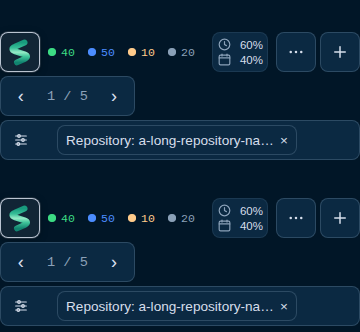 40 50 10 20 60% ...  +
40%
‹ 1 / 5 ›
Repository: a-long-repository-na… ×
40 50 10 20 60% ... +
40%
‹ 1 / 5 ›
Repository: a-long-repository-na… ×